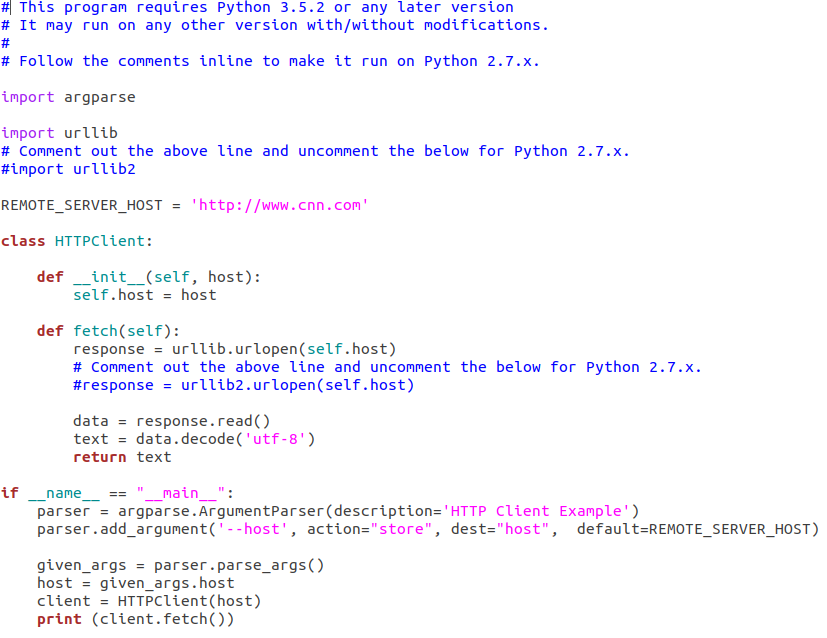 # This program requires Python 3.5.2 or any later version
# It may run on any other version with/without modifications.
#
# Follow the comments inline to make it run on Python 2.7.x.

import argparse

import urllib
# Comment out the above line and uncomment the below for Python 2.7.x.
#import urllib2

REMOTE_SERVER_HOST = 'http://www.cnn.com'

class HTTPClient:

    def __init__(self, host):
        self.host = host

    def fetch(self):
        response = urllib.urlopen(self.host)
        # Comment out the above line and uncomment the below for Python 2.7.x.
        #response = urllib2.urlopen(self.host)

        data = response.read()
        text = data.decode('utf-8')
        return text

if __name__ == "__main__":
    parser = argparse.ArgumentParser(description='HTTP Client Example')
    parser.add_argument('--host', action="store", dest="host",  default=REMOTE_SERVER_HOST)

    given_args = parser.parse_args()
    host = given_args.host
    client = HTTPClient(host)
    print (client.fetch())